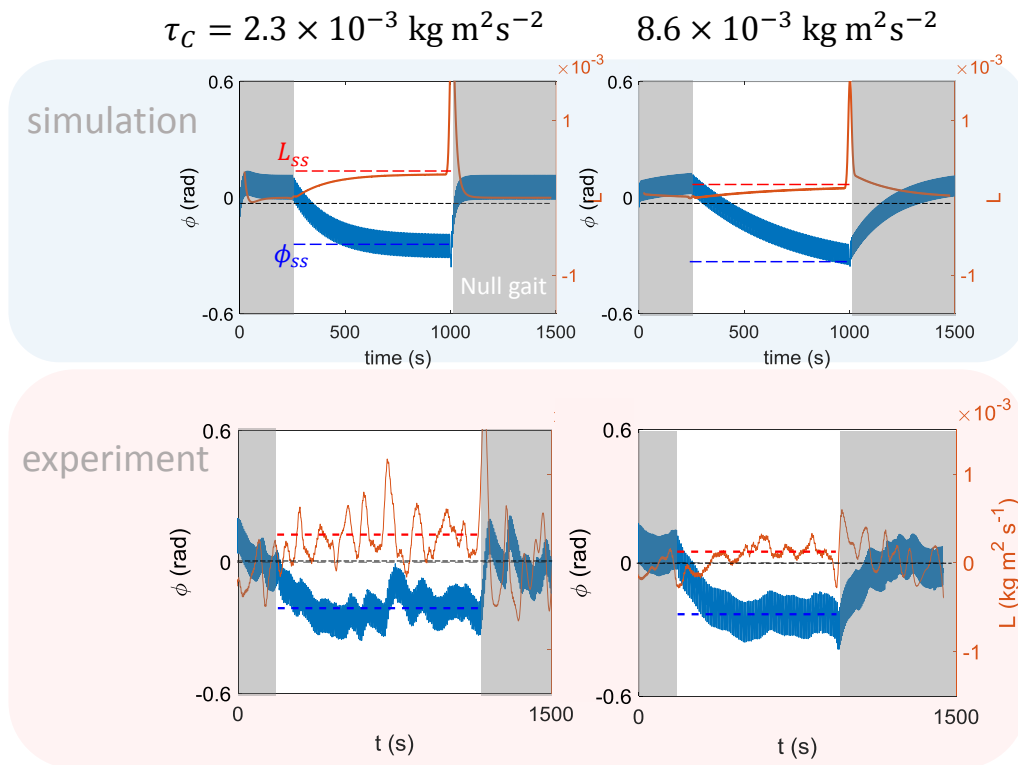 τ_C = 2.3 × 10⁻³ kg m²s⁻² 8.6 × 10⁻³ kg m²s⁻²
simulation
×10⁻³ ×10⁻³
0.6 0.6
1 1
L_ss
ϕ (rad) 0 L ϕ (rad) 0 L
ϕ_ss
-1 -1
Null gait
-0.6 -0.6
0 500 1000 1500 0 500 1000 1500
time (s) time (s)
experiment
×10⁻³
0.6 0.6
1
ϕ (rad) 0 ϕ (rad) 0 0 L (kg m² s⁻¹)
-1
-0.6 -0.6
0 1500 0 1500
t (s) t (s)